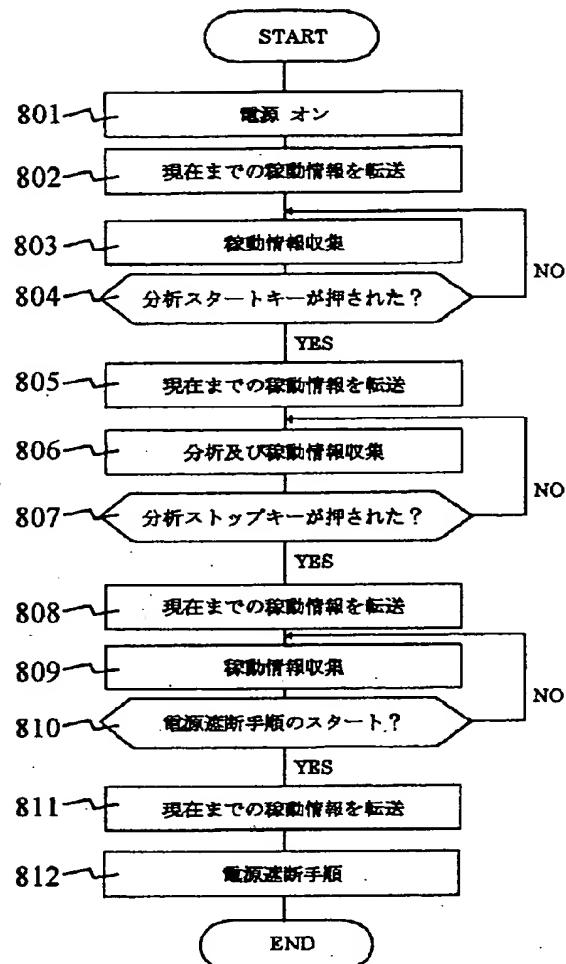 START
801
電源 オン
802
現在までの稼動情報を転送
803
稼動情報収集
NO
804
分析スタートキーが押された？
YES
805
現在までの稼動情報を転送
806
分析及び稼動情報収集
NO
807
分析ストップキーが押された？
YES
808
現在までの稼動情報を転送
809
稼動情報収集
NO
810
電源遮断手順のスタート？
YES
811
現在までの稼動情報を転送
812
電源遮断手順
END